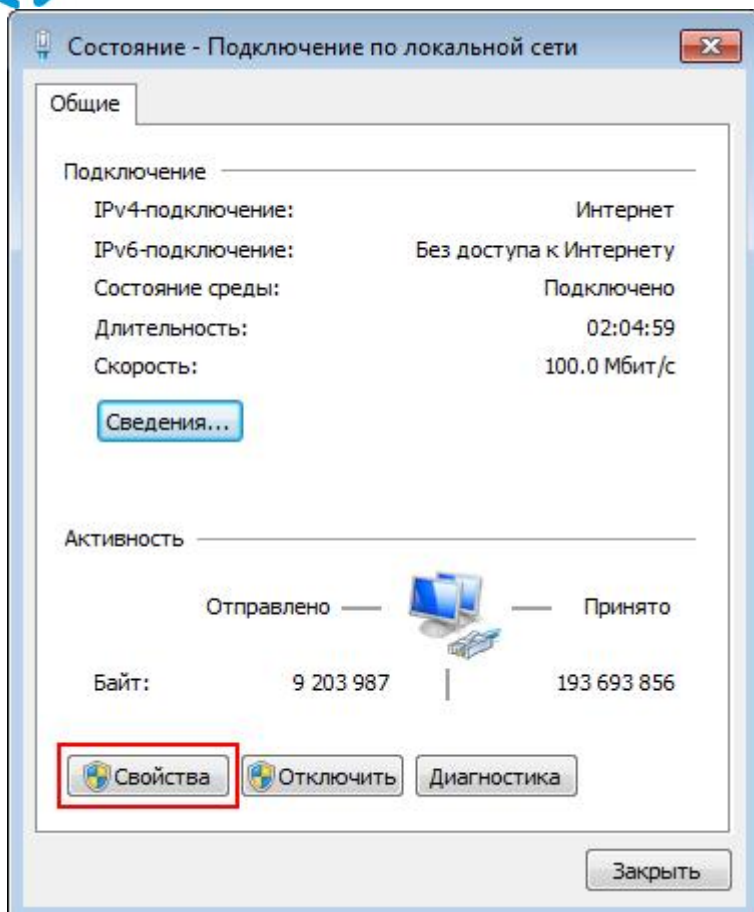 Состояние - Подключение по локальной сети
Общие
Подключение
IPv4-подключение: Интернет
IPv6-подключение: Без доступа к Интернету
Состояние среды: Подключено
Длительность: 02:04:59
Скорость: 100.0 Мбит/с
Сведения...
Активность
Отправлено — — Принято
Байт: 9 203 987 | 193 693 856
Свойства Отключить Диагностика
Закрыть